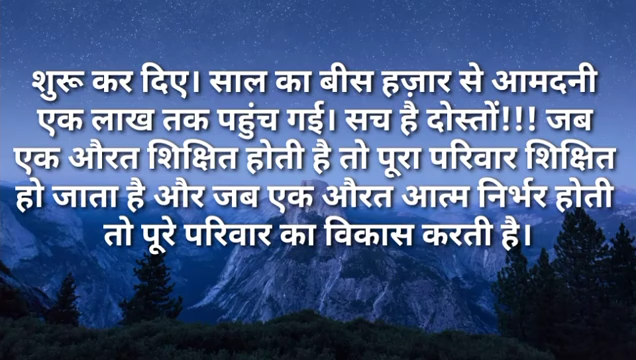 शुरू कर दिए। साल का बीस हज़ार से आमदनी
एक लाख तक पहुंच गई। सच है दोस्तों!!! जब
एक औरत शिक्षित होती है तो पूरा परिवार शिक्षित
हो जाता है और जब एक औरत आत्म निर्भर होती
तो पूरे परिवार का विकास करती है।